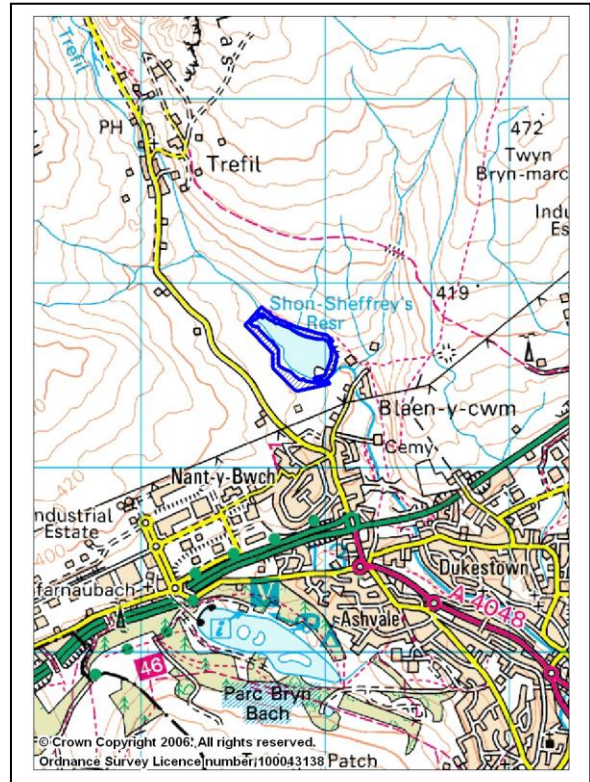 Trefil
las
PH
Trefil
472
Twyn
Bryn-marc
Indu
Es
419
Shon-Sheffrey's
Resr
Blaen-y-cwm
Cemy
Nant-y-Bwch
420
400
ndustrial
Estate
farnaubach
Dukestown
A 4048
Ashvale
46
Parc Bryn
Bach
Patch
© Crown Copyright 2006. All rights reserved.
Ordnance Survey Licence number 100043138